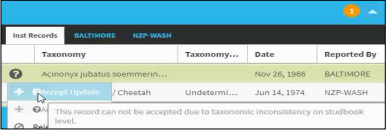 1
Inst Records BALTIMORE NZP-WASH
Taxonomy Taxonomy... Date Reported By
Acinonyx jubatus soemmerin... Nov 26, 1966 BALTIMORE
Accept Update / Cheetah Undetermi... Jun 14, 1974 NZP-WASH
This record can not be accepted due to taxonomic inconsistency on studbook
level.